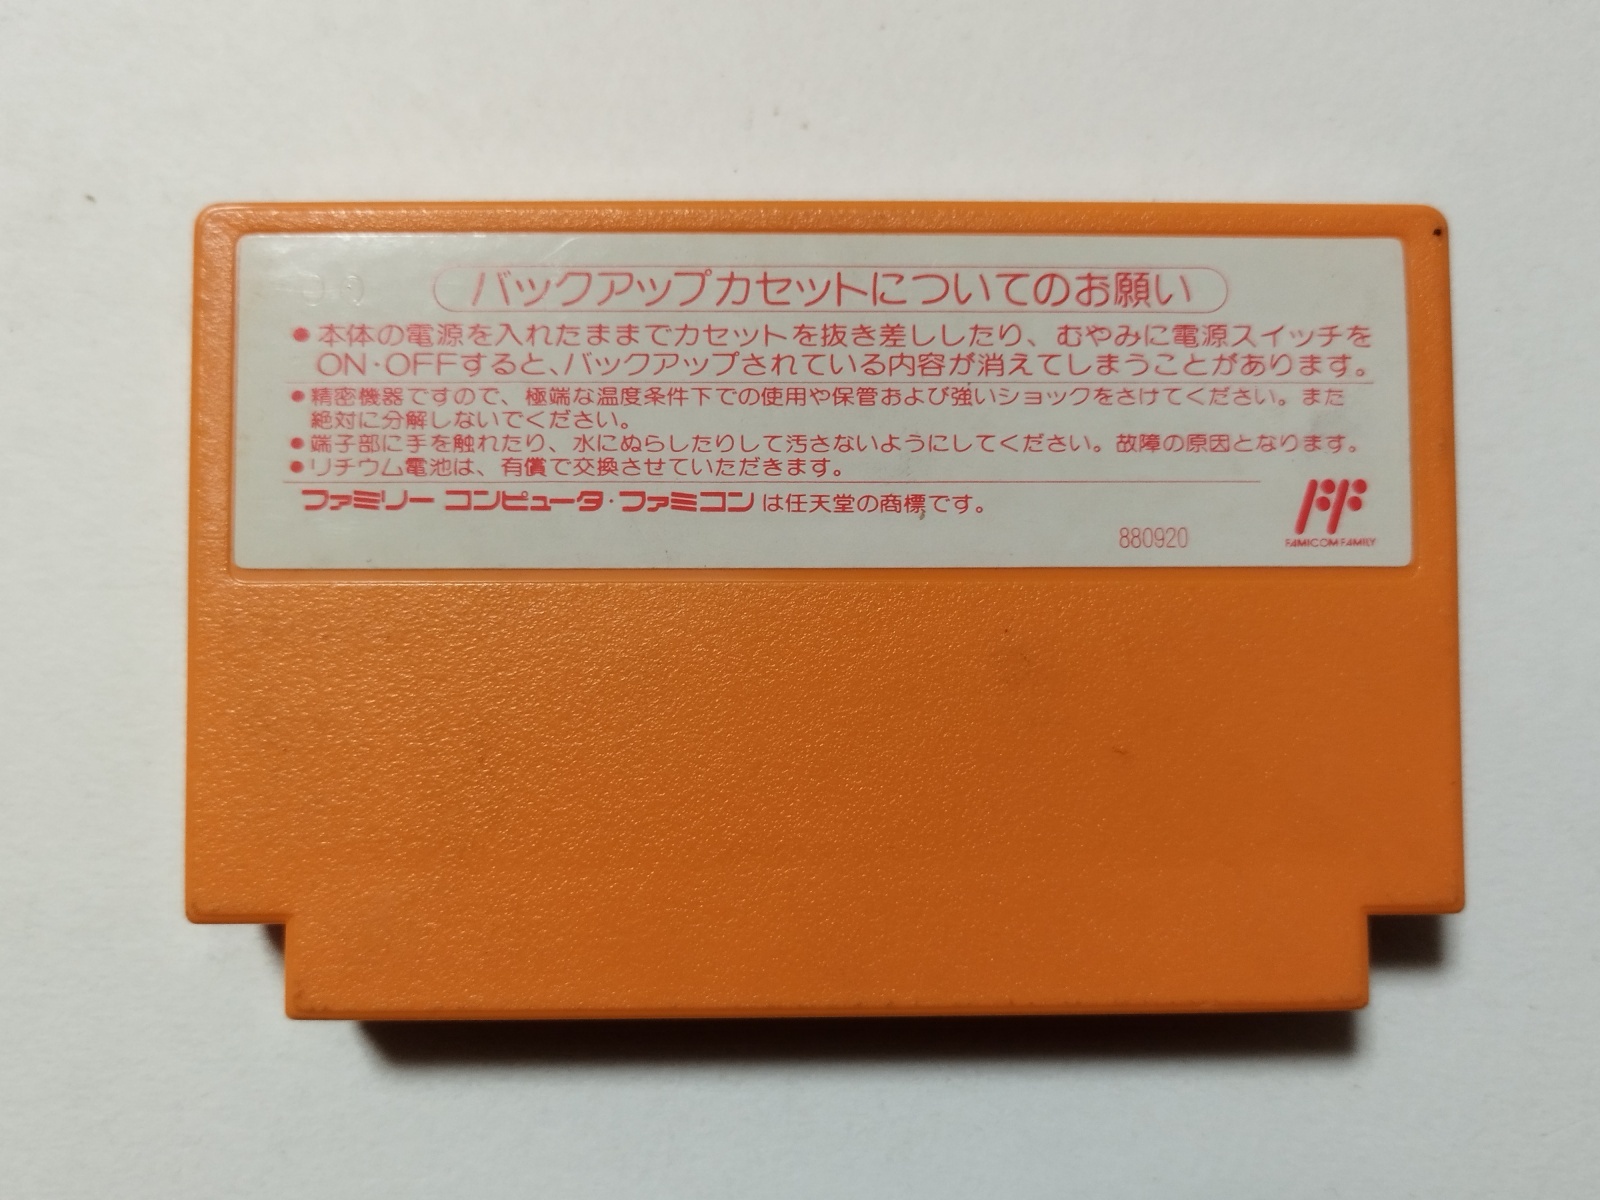 バックアップカセットについてのお願い
●本体の電源を入れたままでカセットを抜き差ししたり、むやみに電源スイッチを
ON・OFFすると、バックアップされている内容が消えてしまうことがあります。
●精密機器ですので、極端な温度条件下での使用や保管および強いショックをさけてください。また
絶対に分解しないでください。
●端子部に手を触れたり、水にぬらしたりして汚さないようにしてください。故障の原因となります。
●リチウム電池は、有償で交換させていただきます。
ファミリー コンピュータ・ファミコンは任天堂の商標です。
880920
FF
FAMICOM FAMILY